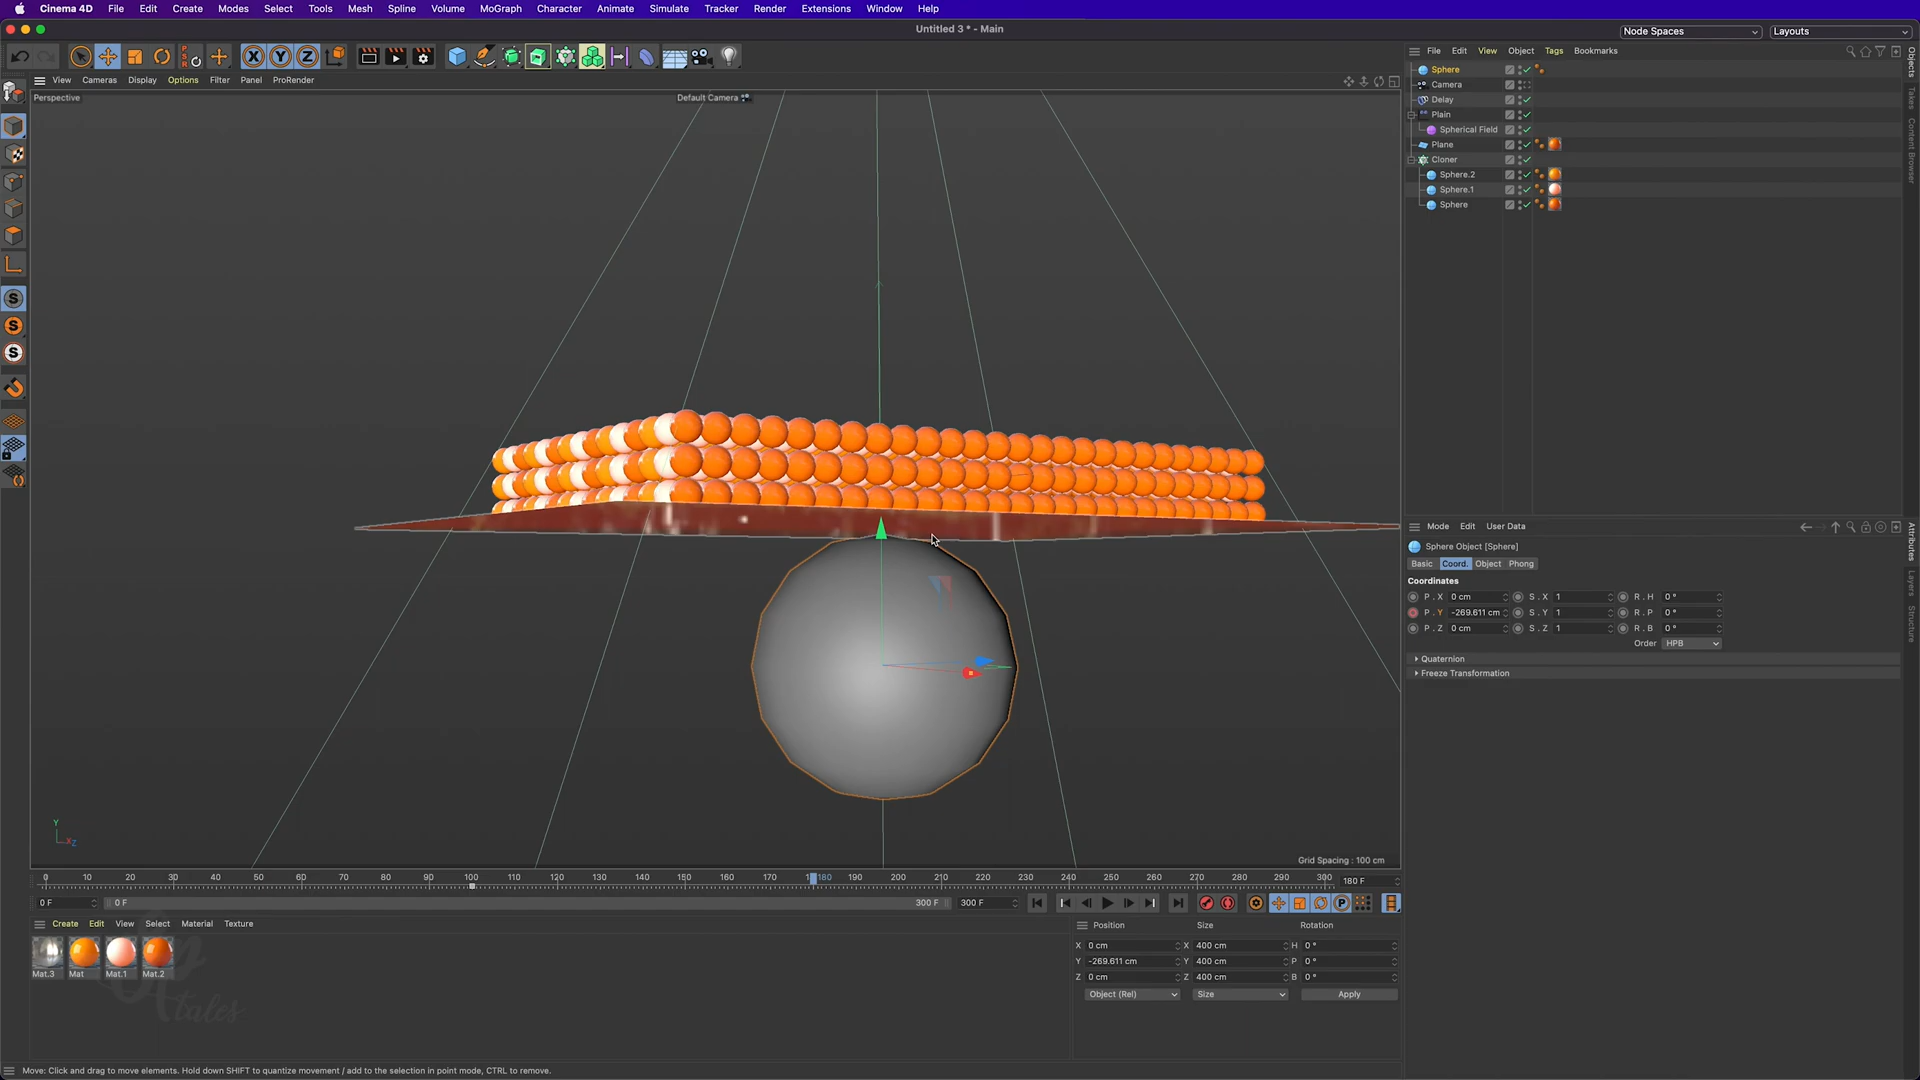 Cinema 4D File Edit Create Modes Select Tools Mesh Spline Volume MoGraph Character Animate Simulate Tracker Render Extensions Window Help
Untitled 3 * - Main
Node Spaces Layouts
View Cameras Display Options Filter Panel ProRender
Perspective
Default Camera
File Edit View Object Tags Bookmarks
Sphere
Camera
Delay
Plain
Spherical Field
Plane
Cloner
Sphere.2
Sphere.1
Sphere
Objects
Takes
Content Browser
Mode Edit User Data
Sphere Object [Sphere]
Basic Coord. Object Phong
Coordinates
P . X 0 cm S . X 1 R . H 0 °
P . Y -269.611 cm S . Y 1 R . P 0 °
P . Z 0 cm S . Z 1 R . B 0 °
Order HPB
Quaternion
Freeze Transformation
Attributes
Layers
Structure
Y
X Z
Grid Spacing : 100 cm
0 10 20 30 40 50 60 70 80 90 100 110 120 130 140 150 160 170 180 190 200 210 220 230 240 250 260 270 280 290 300 180 F
0 F 0 F 300 F 300 F
Create Edit View Select Material Texture
Mat.3 Mat Mat.1 Mat.2
tales
Position Size Rotation
X 0 cm X 400 cm H 0 °
Y -269.611 cm Y 400 cm P 0 °
Z 0 cm Z 400 cm B 0 °
Object (Rel) Size Apply
Move: Click and drag to move elements. Hold down SHIFT to quantize movement / add to the selection in point mode, CTRL to remove.